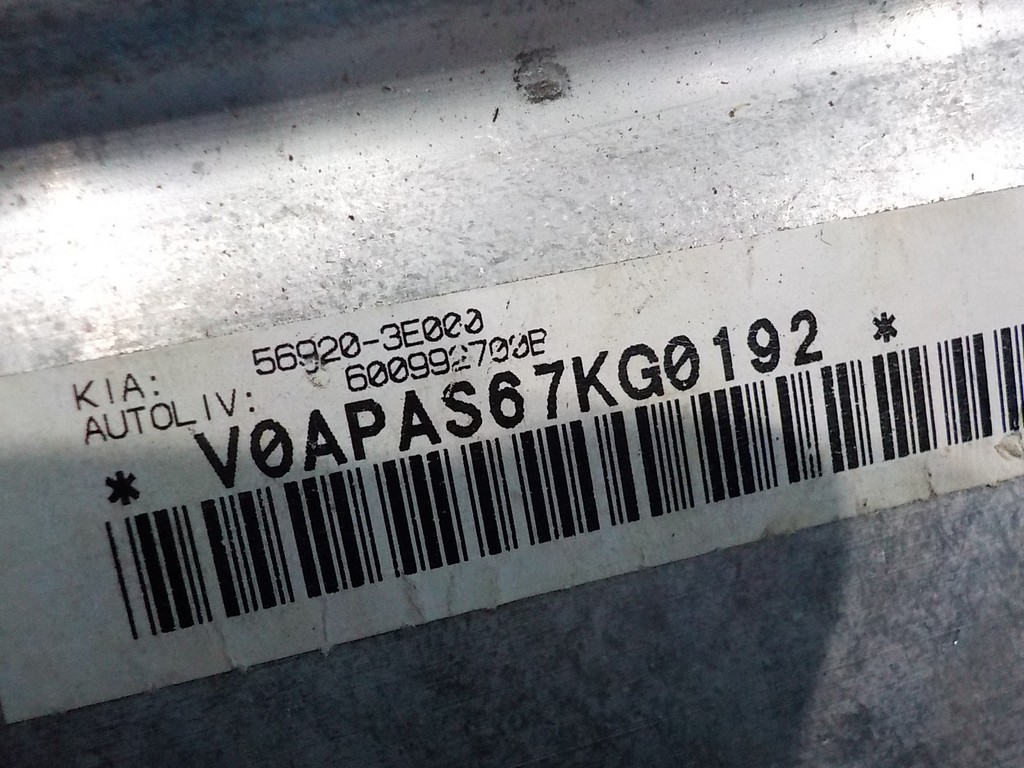 KIA: 56920-3E000
AUTOLIV: 600992700B
* V0APAS67KG0192 *